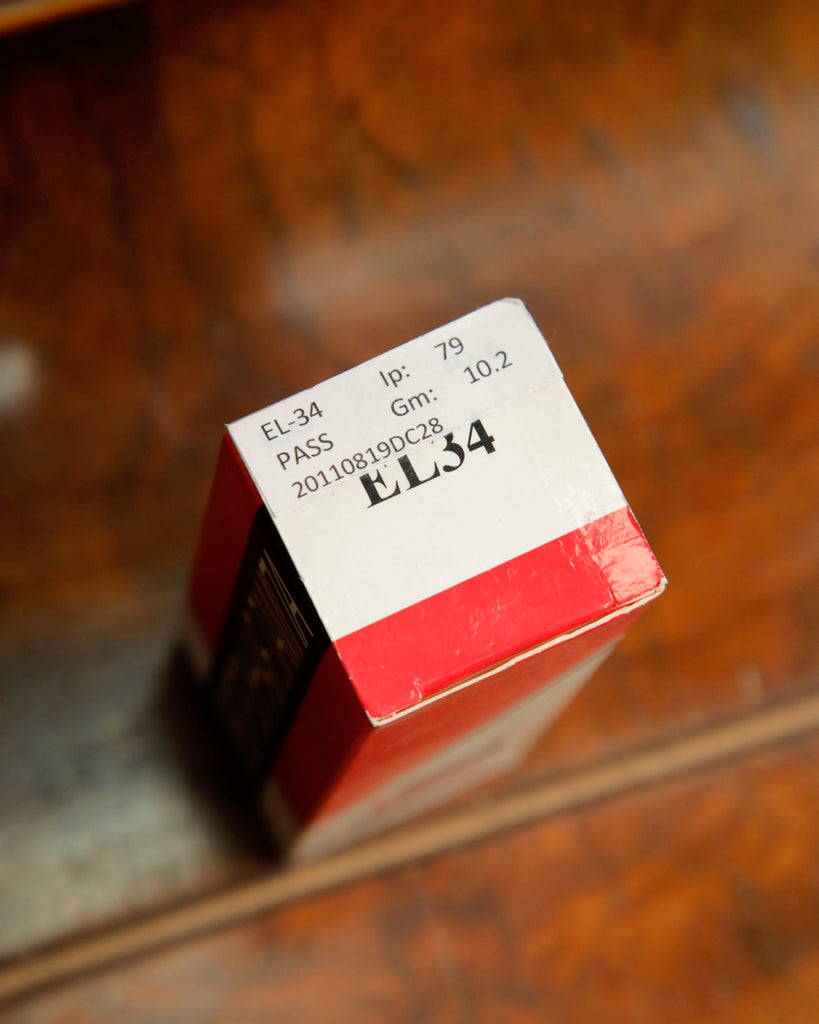 EL-34 Ip: 79
PASS Gm: 10.2
20110819DC28
EL34